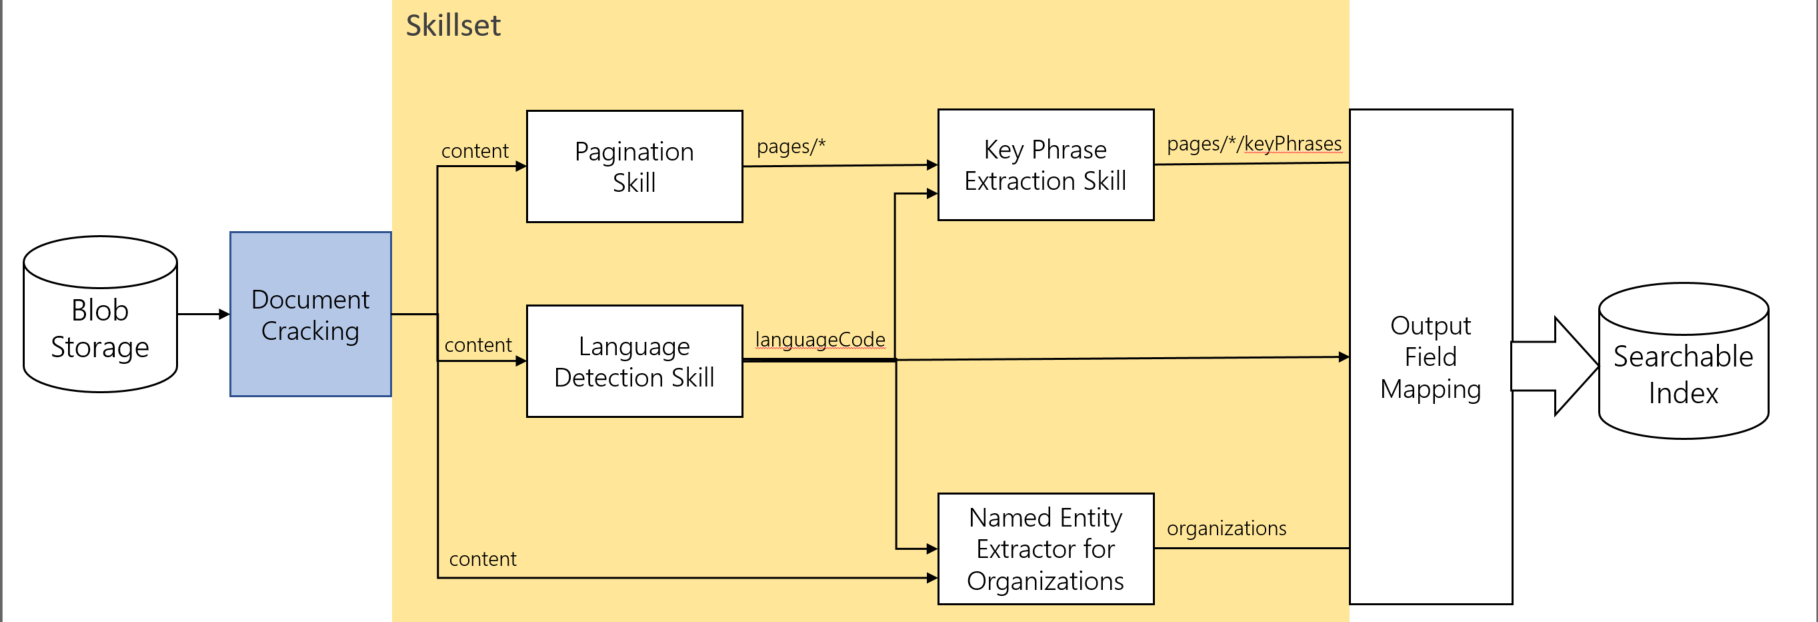 Skillset
Blob
Storage
Document
Cracking
content
Pagination
Skill
pages/*
Key Phrase
Extraction Skill
pages/*/keyPhrases
content
Language
Detection Skill
languageCode
content
Named Entity
Extractor for
Organizations
organizations
Output
Field
Mapping
Searchable
Index